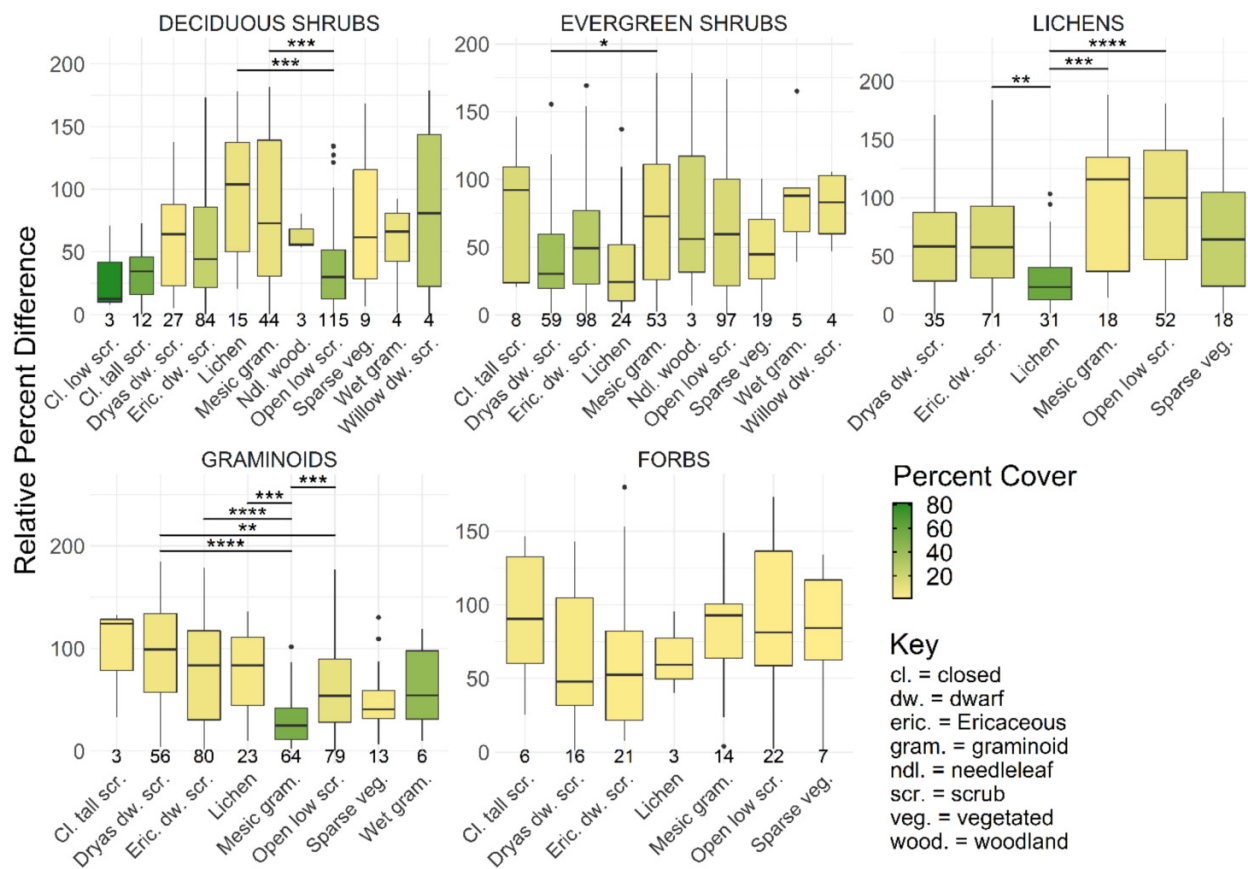 DECIDUOUS SHRUBS
EVERGREEN SHRUBS
LICHENS
Relative Percent Difference
200
150
100
50
0
***
***
3 12 27 84 15 44 3 115 9 4 4
Cl. low scr.
Cl. tall scr.
Dryas dw. scr.
Eric. dw. scr.
Lichen
Mesic gram.
Ndl. wood.
Open low scr.
Sparse veg.
Wet gram.
Willow dw. scr.
200
150
100
50
0
*
8 59 98 24 53 3 97 19 5 4
Cl. tall scr.
Dryas dw. scr.
Eric. dw. scr.
Lichen
Mesic gram.
Ndl. wood.
Open low scr.
Sparse veg.
Wet gram.
Willow dw. scr.
200
150
100
50
0
****
***
**
35 71 31 18 52 18
Dryas dw. scr.
Eric. dw. scr.
Lichen
Mesic gram.
Open low scr.
Sparse veg.
GRAMINOIDS
FORBS
200
100
0
***
***
****
**
****
3 56 80 23 64 79 13 6
Cl. tall scr.
Dryas dw. scr.
Eric. dw. scr.
Lichen
Mesic gram.
Open low scr.
Sparse veg.
Wet gram.
150
100
50
0
6 16 21 3 14 22 7
Cl. tall scr.
Dryas dw. scr.
Eric. dw. scr.
Lichen
Mesic gram.
Open low scr.
Sparse veg.
Percent Cover
80
60
40
20
Key
cl. = closed
dw. = dwarf
eric. = Ericaceous
gram. = graminoid
ndl. = needleleaf
scr. = scrub
veg. = vegetated
wood. = woodland